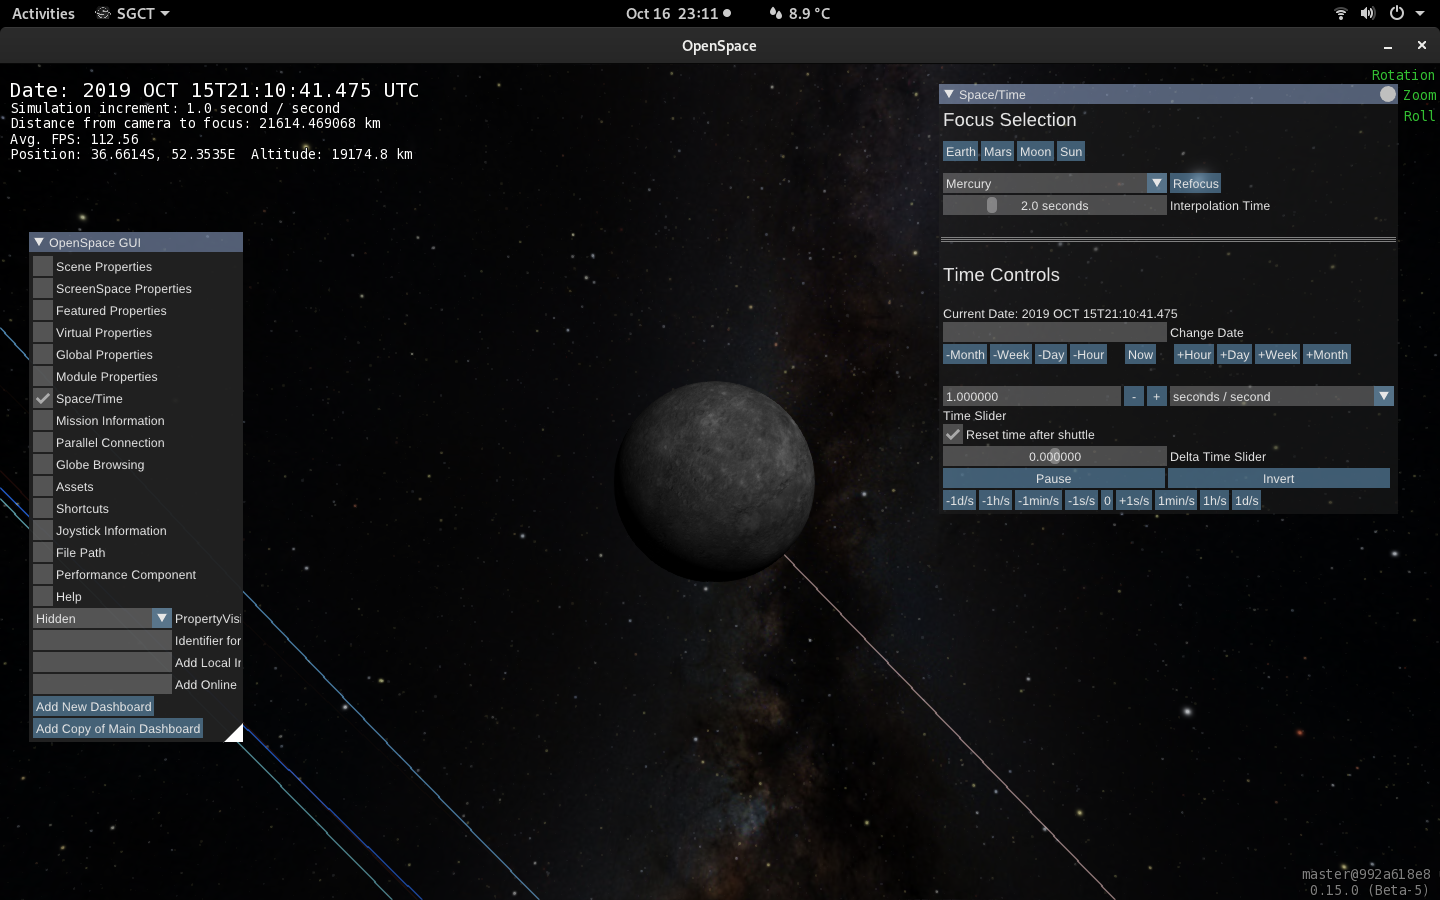 Activities SGCT Oct 16 23:11 8.9 °C
OpenSpace
Date: 2019 OCT 15T21:10:41.475 UTC
Simulation increment: 1.0 second / second
Distance from camera to focus: 21614.469068 km
Avg. FPS: 112.56
Position: 36.6614S, 52.3535E Altitude: 19174.8 km
Rotation
Zoom
Roll
OpenSpace GUI
Scene Properties
ScreenSpace Properties
Featured Properties
Virtual Properties
Global Properties
Module Properties
Space/Time
Mission Information
Parallel Connection
Globe Browsing
Assets
Shortcuts
Joystick Information
File Path
Performance Component
Help
Hidden PropertyVisi
Identifier for
Add Local Ir
Add Online
Add New Dashboard
Add Copy of Main Dashboard
Space/Time
Focus Selection
Earth Mars Moon Sun
Mercury Refocus
2.0 seconds Interpolation Time
Time Controls
Current Date: 2019 OCT 15T21:10:41.475
Change Date
-Month -Week -Day -Hour Now +Hour +Day +Week +Month
1.000000 - + seconds / second
Time Slider
Reset time after shuttle
0.000000 Delta Time Slider
Pause Invert
-1d/s -1h/s -1min/s -1s/s 0 +1s/s 1min/s 1h/s 1d/s
master@992a618e8
0.15.0 (Beta-5)